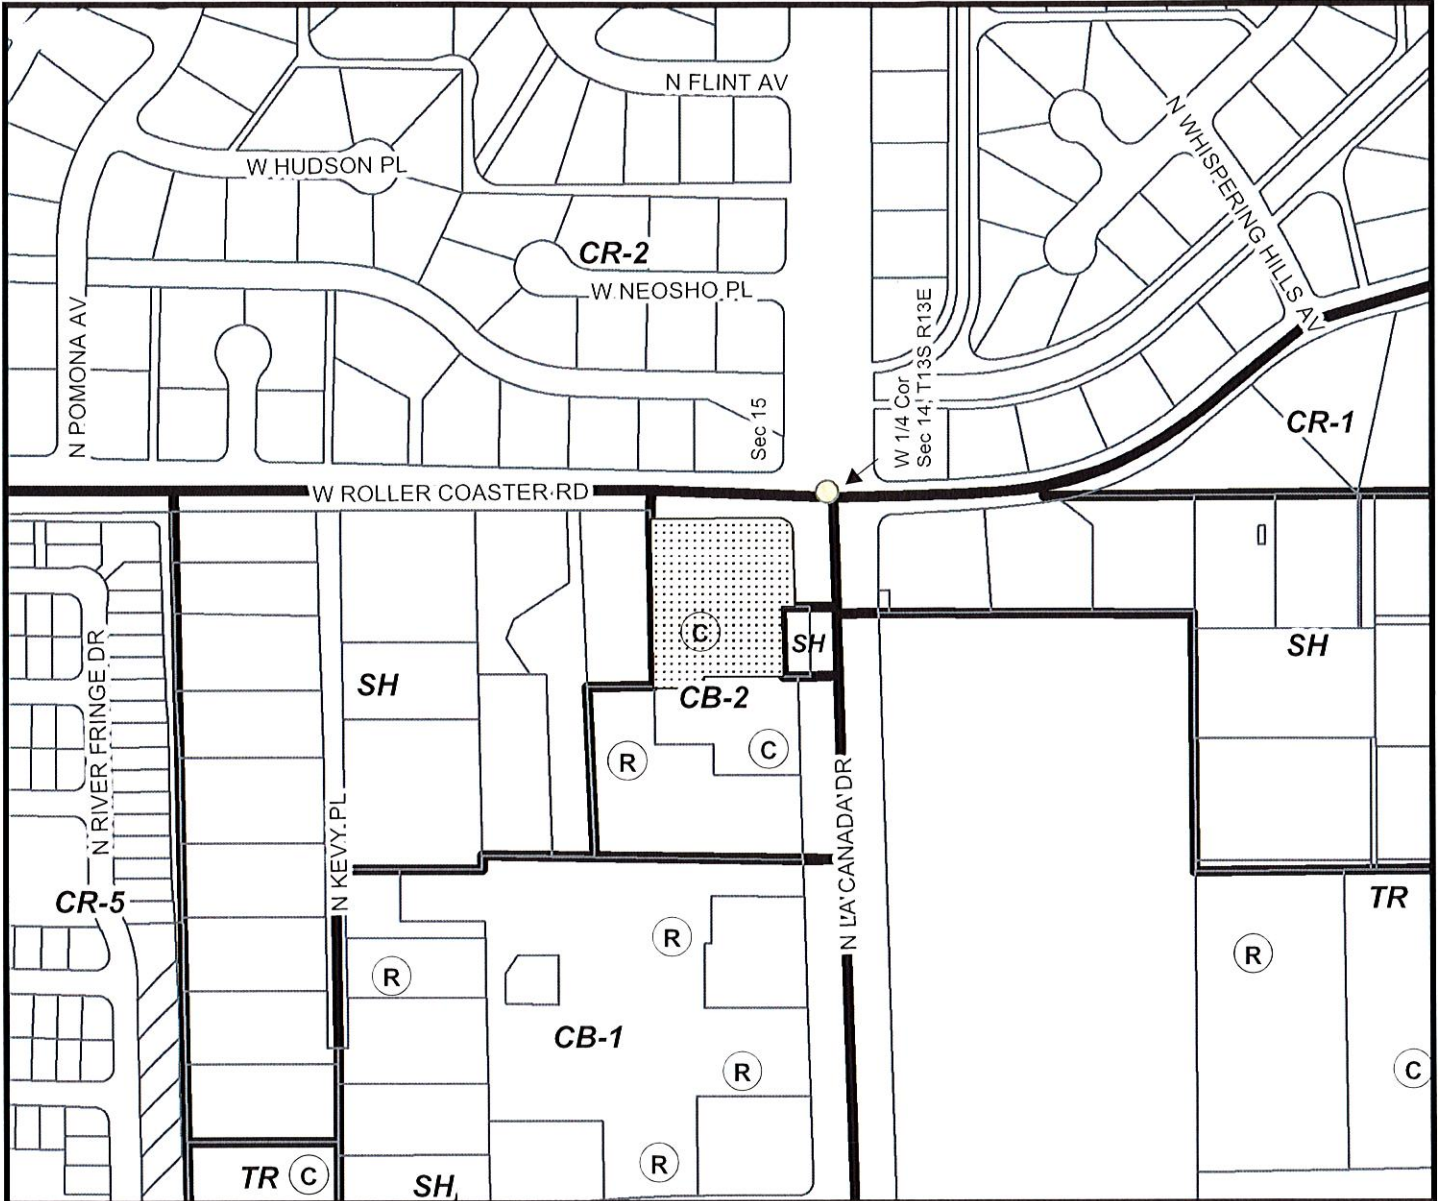 N FLINT AV
N WHISPERING HILLS AV
W HUDSON PL
CR-2
W NEOSHO PL
N POMONA AV
Sec 15
W 1/4 Cor
Sec 14, T13S R13E
CR-1
W ROLLER COASTER RD
C
SH
SH
SH
CB-2
N RIVER FRINGE DR
R
C
N KEVY PL
N LA CANADA DR
CR-5
TR
R
R
R
CB-1
R
C
R
TR
C
SH